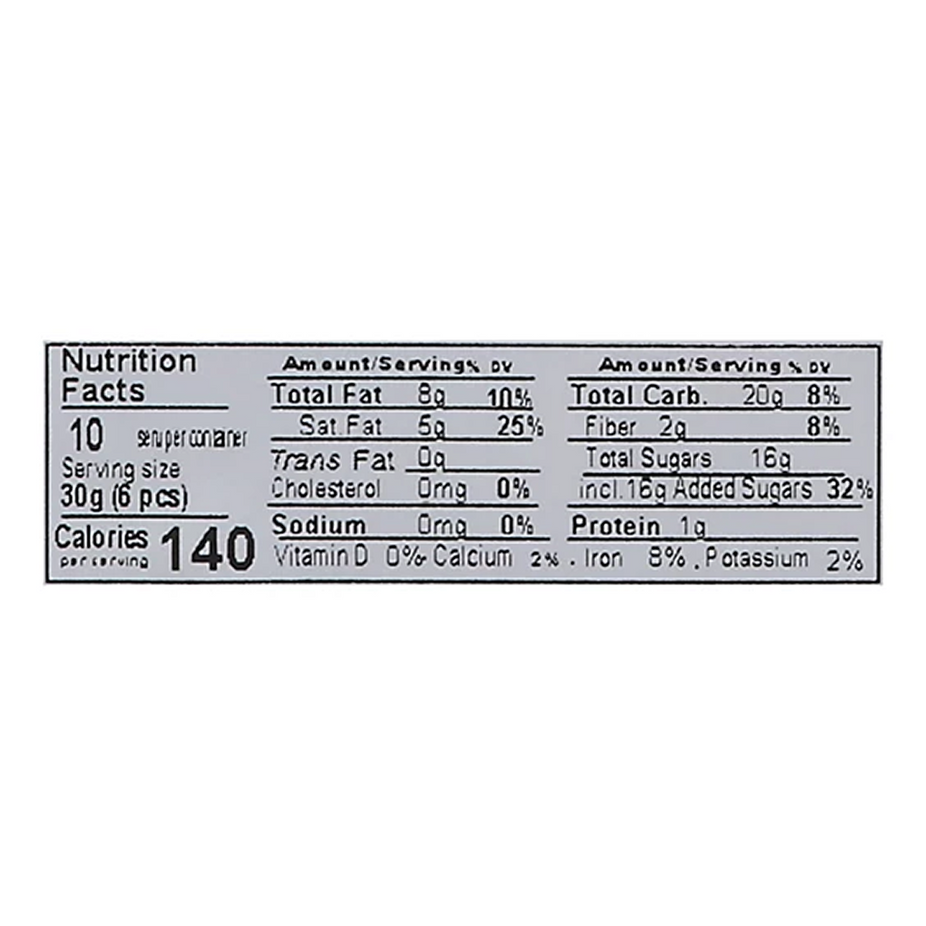 Nutrition
Facts
10 serv per container
Serving size
30g (6 pcs)
Calories
per serving 140
Amount/Serving % DV
Total Fat 8g 10%
Sat.Fat 5g 25%
Trans Fat 0g
Cholesterol 0mg 0%
Sodium 0mg 0%
Amount/Serving % DV
Total Carb. 20g 8%
Fiber 2g 8%
Total Sugars 16g
incl.16g Added Sugars 32%
Protein 1g
Vitamin D 0% Calcium 2% . Iron 8% . Potassium 2%